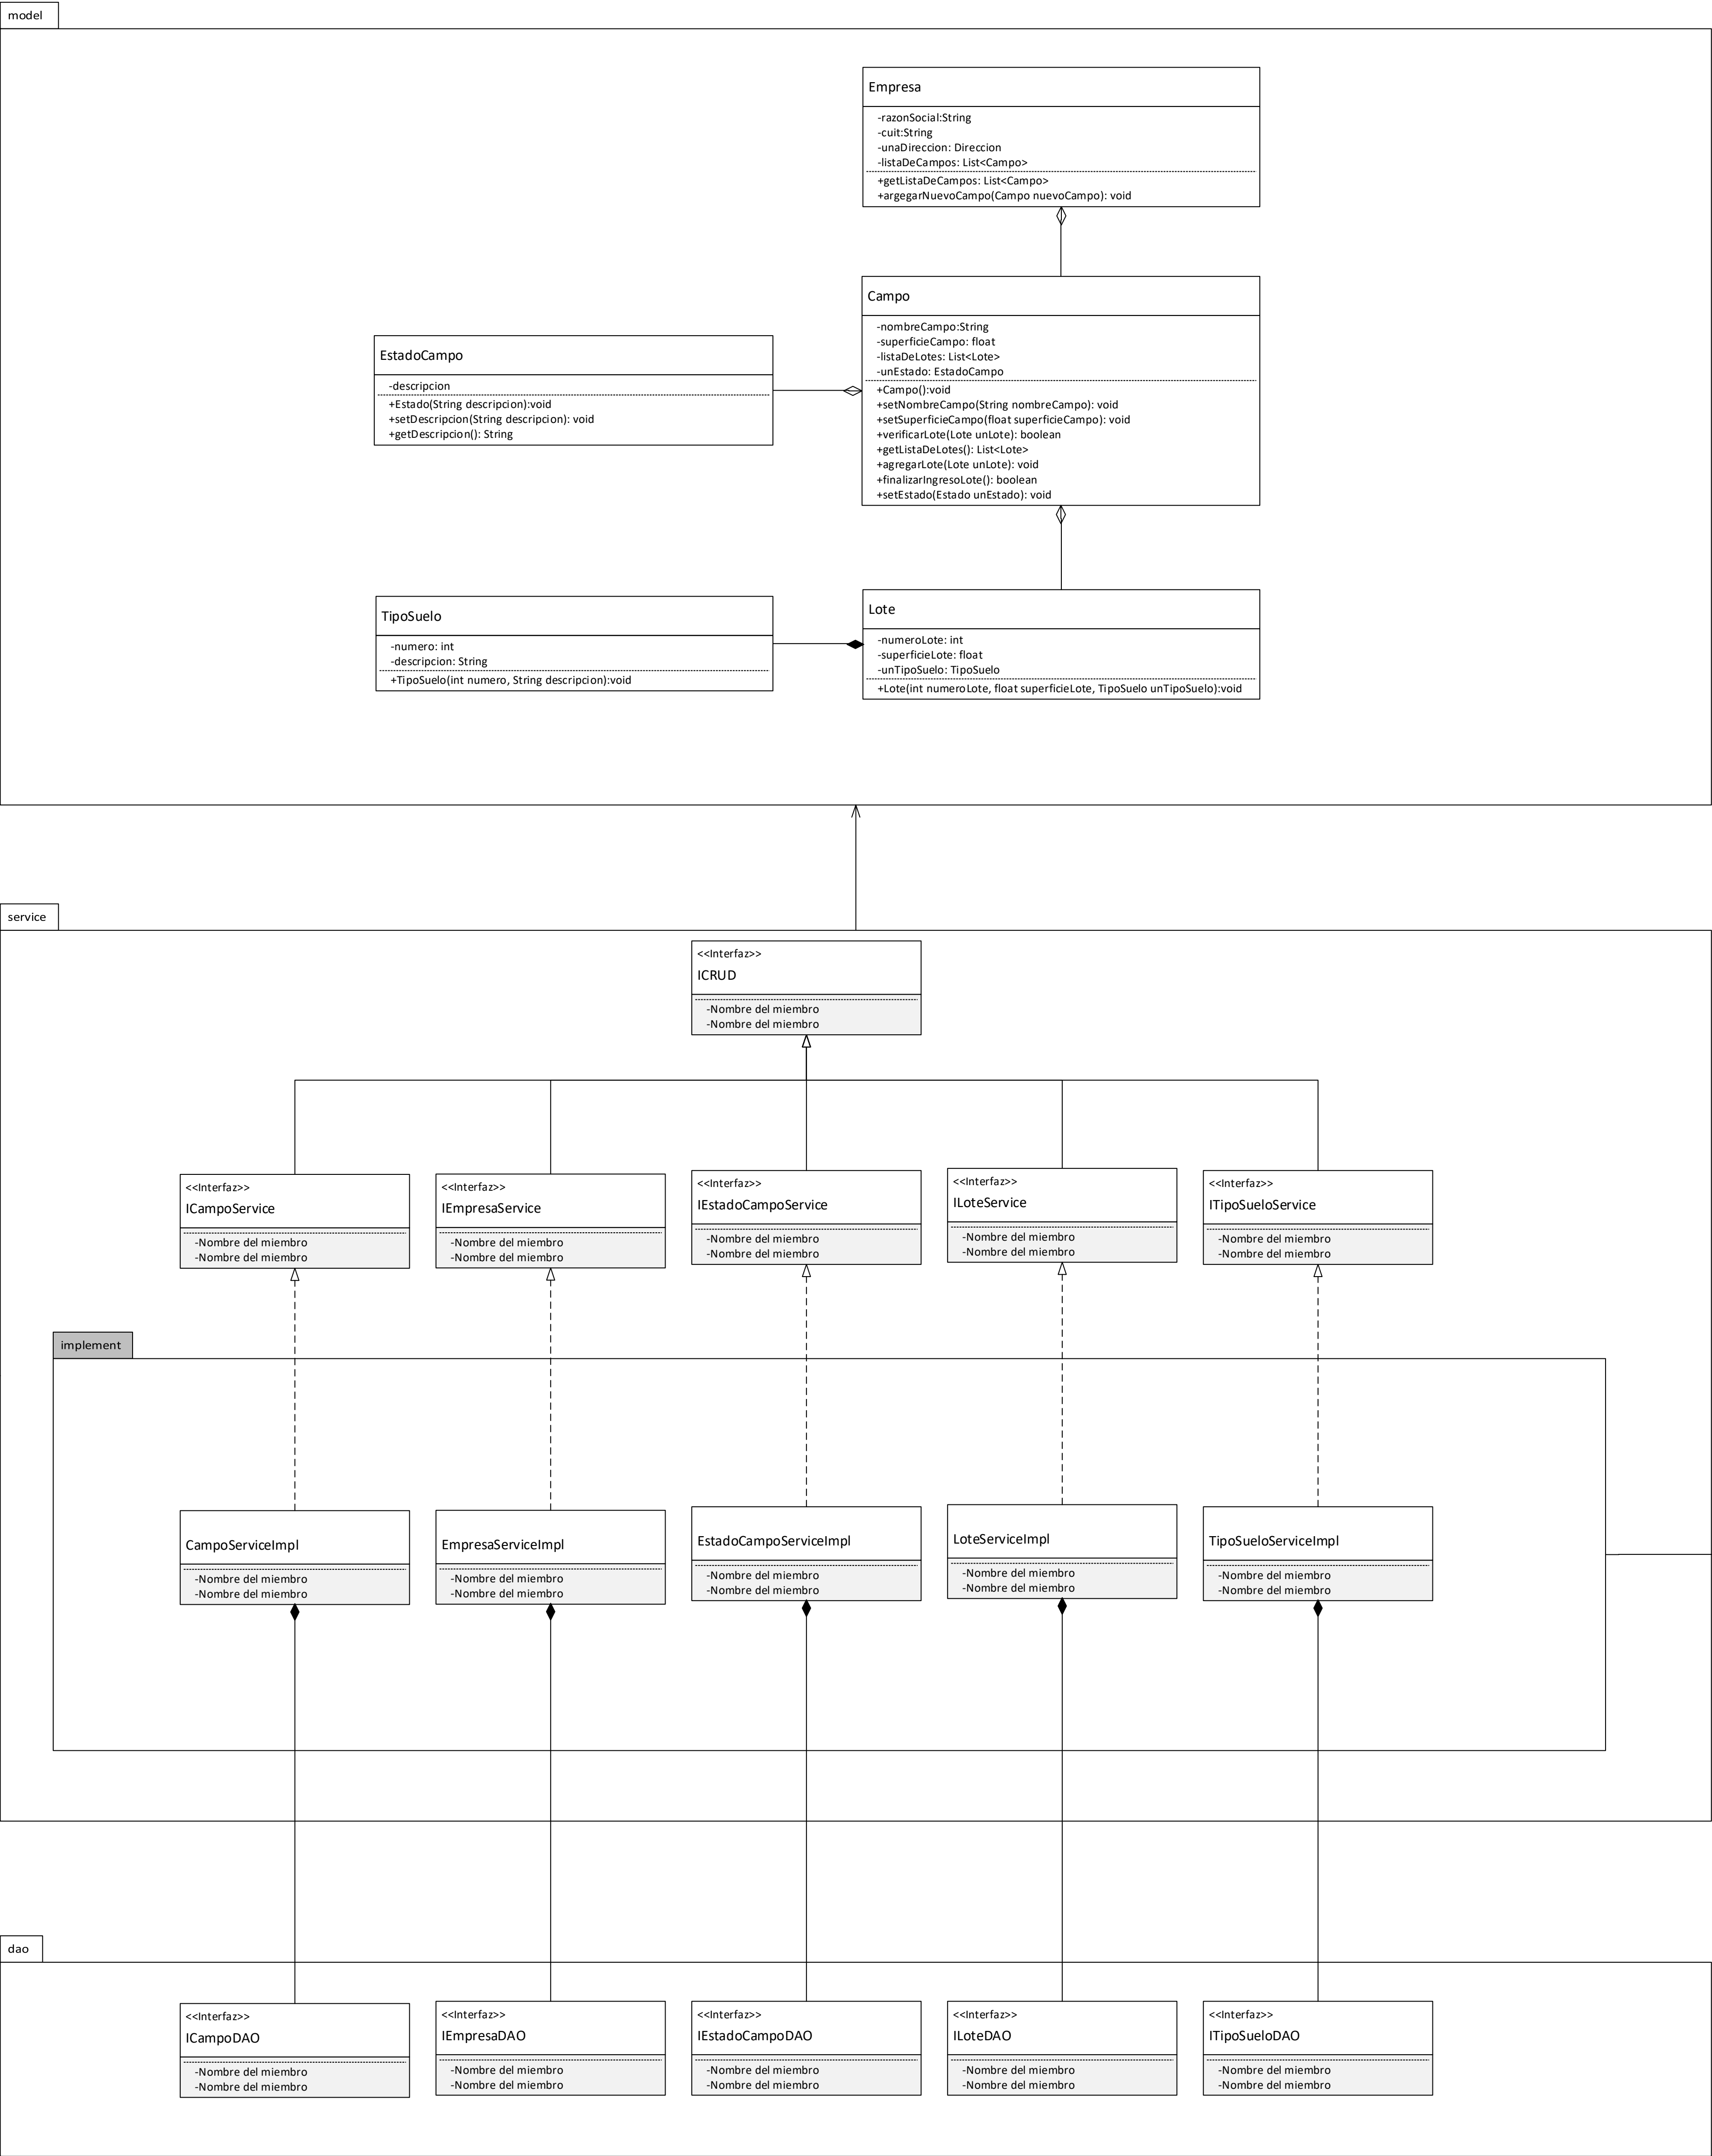 model
Empresa
-razonSocial:String
-cuit:String
-unaDireccion: Direccion
-listaDeCampos: List<Campo>
+getListaDeCampos: List<Campo>
+argegarNuevoCampo(Campo nuevoCampo): void
Campo
-nombreCampo:String
-superficieCampo: float
-listaDeLotes: List<Lote>
-unEstado: EstadoCampo
+Campo():void
+setNombreCampo(String nombreCampo): void
+setSuperficieCampo(float superficieCampo): void
+verificarLote(Lote unLote): boolean
+getListaDeLotes(): List<Lote>
+agregarLote(Lote unLote): void
+finalizarIngresoLote(): boolean
+setEstado(Estado unEstado): void
EstadoCampo
-descripcion
+Estado(String descripcion):void
+setDescripcion(String descripcion): void
+getDescripcion(): String
TipoSuelo
-numero: int
-descripcion: String
+TipoSuelo(int numero, String descripcion):void
Lote
-numeroLote: int
-superficieLote: float
-unTipoSuelo: TipoSuelo
+Lote(int numeroLote, float superficieLote, TipoSuelo unTipoSuelo):void
service
<<Interfaz>>
ICRUD
-Nombre del miembro
-Nombre del miembro
<<Interfaz>>
ICampoService
-Nombre del miembro
-Nombre del miembro
<<Interfaz>>
IEmpresaService
-Nombre del miembro
-Nombre del miembro
<<Interfaz>>
IEstadoCampoService
-Nombre del miembro
-Nombre del miembro
<<Interfaz>>
ILoteService
-Nombre del miembro
-Nombre del miembro
<<Interfaz>>
ITipoSueloService
-Nombre del miembro
-Nombre del miembro
implement
CampoServiceImpl
-Nombre del miembro
-Nombre del miembro
EmpresaServiceImpl
-Nombre del miembro
-Nombre del miembro
EstadoCampoServiceImpl
-Nombre del miembro
-Nombre del miembro
LoteServiceImpl
-Nombre del miembro
-Nombre del miembro
TipoSueloServiceImpl
-Nombre del miembro
-Nombre del miembro
dao
<<Interfaz>>
ICampoDAO
-Nombre del miembro
-Nombre del miembro
<<Interfaz>>
IEmpresaDAO
-Nombre del miembro
-Nombre del miembro
<<Interfaz>>
IEstadoCampoDAO
-Nombre del miembro
-Nombre del miembro
<<Interfaz>>
ILoteDAO
-Nombre del miembro
-Nombre del miembro
<<Interfaz>>
ITipoSueloDAO
-Nombre del miembro
-Nombre del miembro